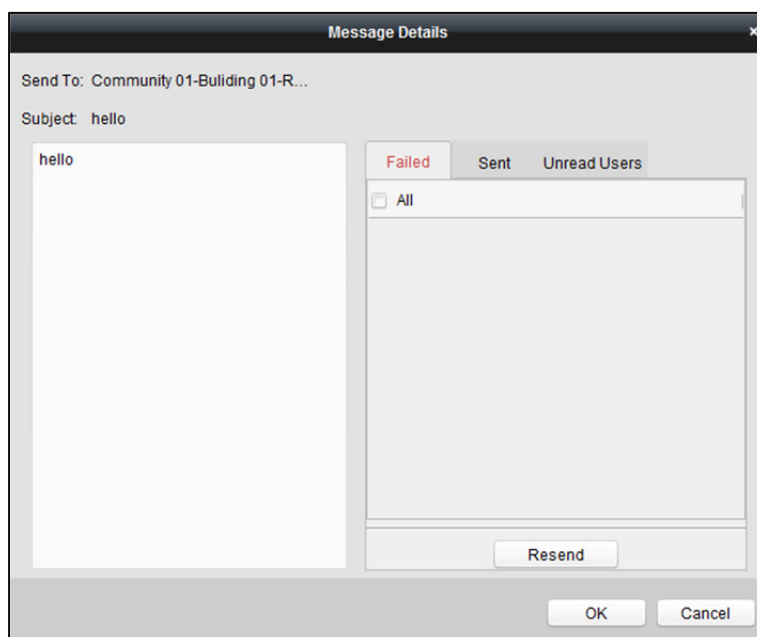 Message Details
Send To: Community 01-Buliding 01-R...
Subject: hello
hello
Failed Sent Unread Users
All
Resend
OK Cancel